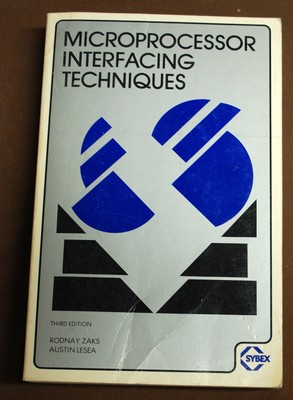 MICROPROCESSOR
INTERFACING
TECHNIQUES
THIRD EDITION
RODNAY ZAKS
AUSTIN LESEA
SYBEX